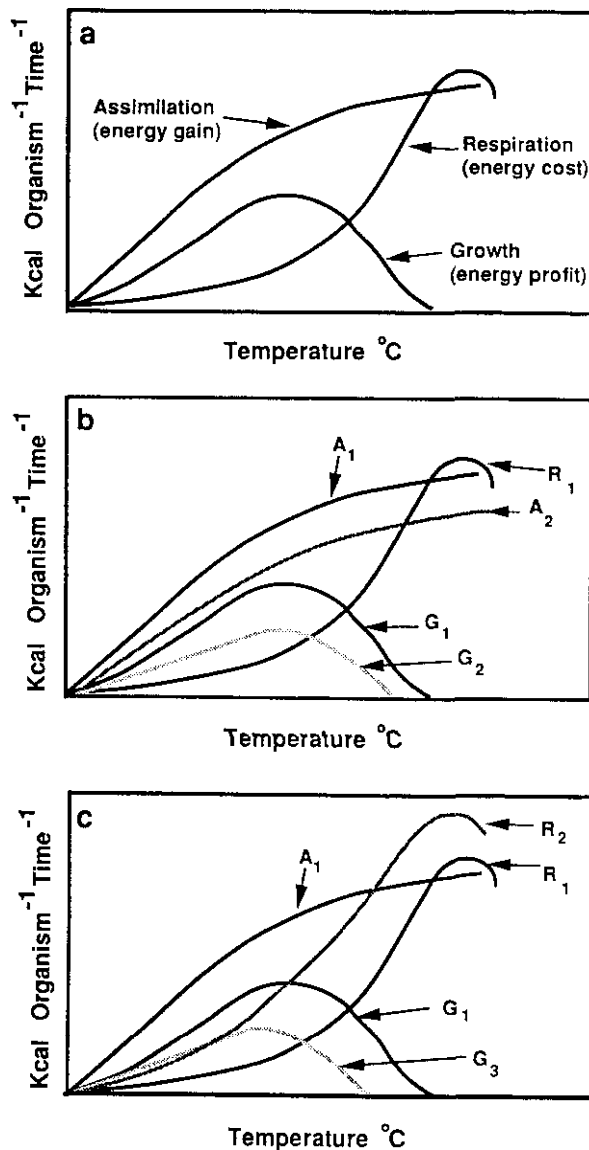 a
Kcal Organism⁻¹ Time⁻¹
Assimilation
(energy gain)
Respiration
(energy cost)
Growth
(energy profit)
Temperature °C
b
Kcal Organism⁻¹ Time⁻¹
A₁
R₁
A₂
G₁
G₂
Temperature °C
c
Kcal Organism⁻¹ Time⁻¹
R₂
A₁
R₁
G₁
G₃
Temperature °C